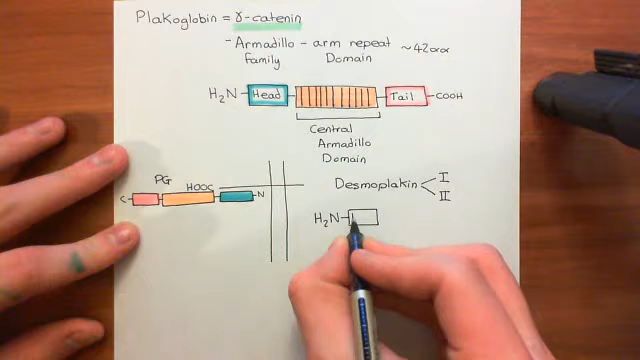 Plakoglobin = γ-catenin
- Armadillo - arm repeat ~42aa
Family Domain
H₂N Head Tail COOH
Central
Armadillo
Domain
PG
HOOC
C N
Desmoplakin I
II
H₂N